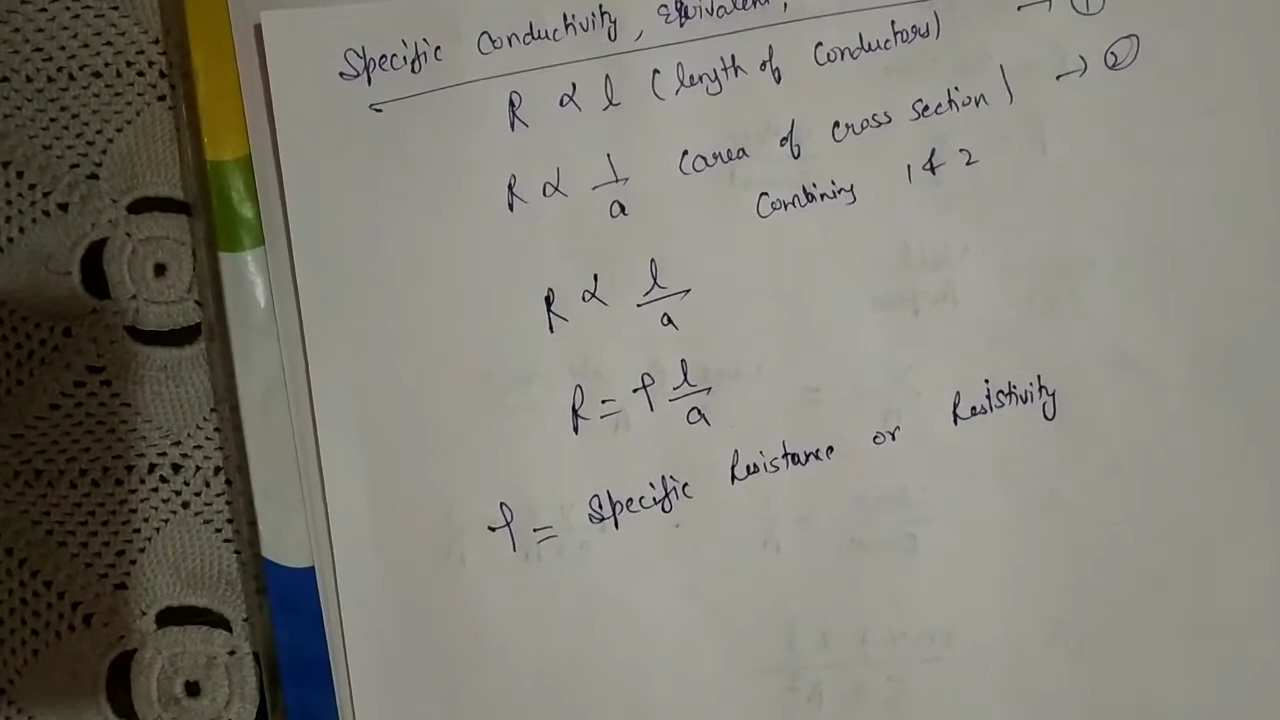 Specific Conductivity, Equivalent,
R ∝ l (length of Conductors) → ①
R ∝ 1/a (area of cross section) → ②
Combining 1 & 2
R ∝ l/a
R = ρ l/a
ρ = Specific Resistance or Resistivity